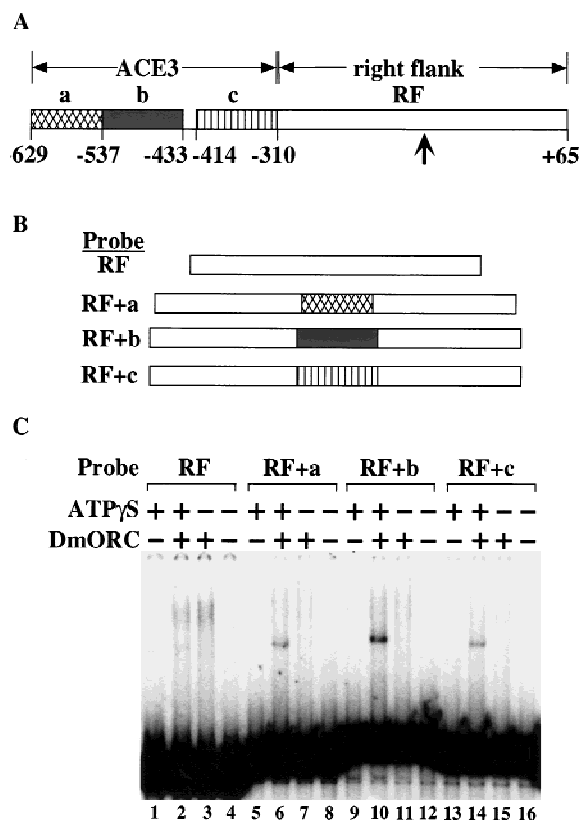 A
ACE3 right flank
a b c RF
-629 -537 -433 -414 -310 +65
B
Probe
RF
RF+a
RF+b
RF+c
C
Probe RF RF+a RF+b RF+c
ATPγS + + − − + + − − + + − − + + − −
DmORC − + + − − + + − − + + − − + + −
1 2 3 4 5 6 7 8 9 10 11 12 13 14 15 16